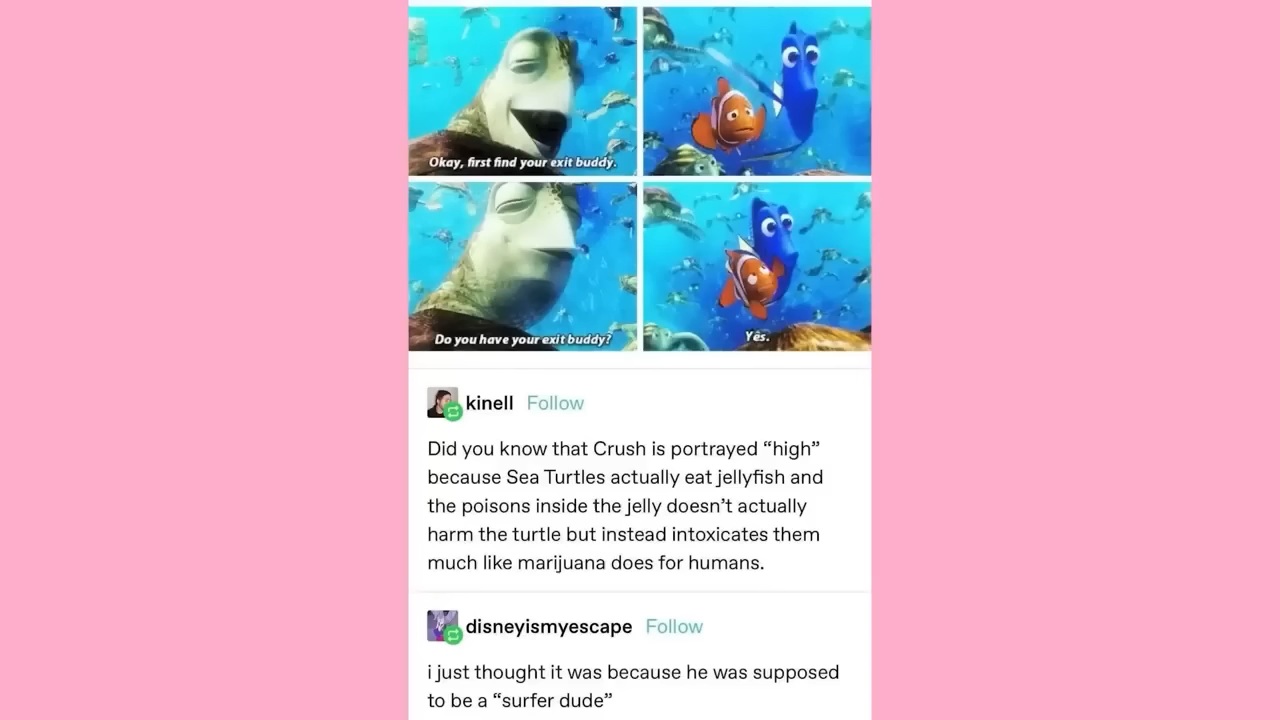 Okay, first find your exit buddy.
Do you have your exit buddy?
Yes.
kinell Follow
Did you know that Crush is portrayed “high”
because Sea Turtles actually eat jellyfish and
the poisons inside the jelly doesn’t actually
harm the turtle but instead intoxicates them
much like marijuana does for humans.
disneyismyescape Follow
i just thought it was because he was supposed
to be a “surfer dude”